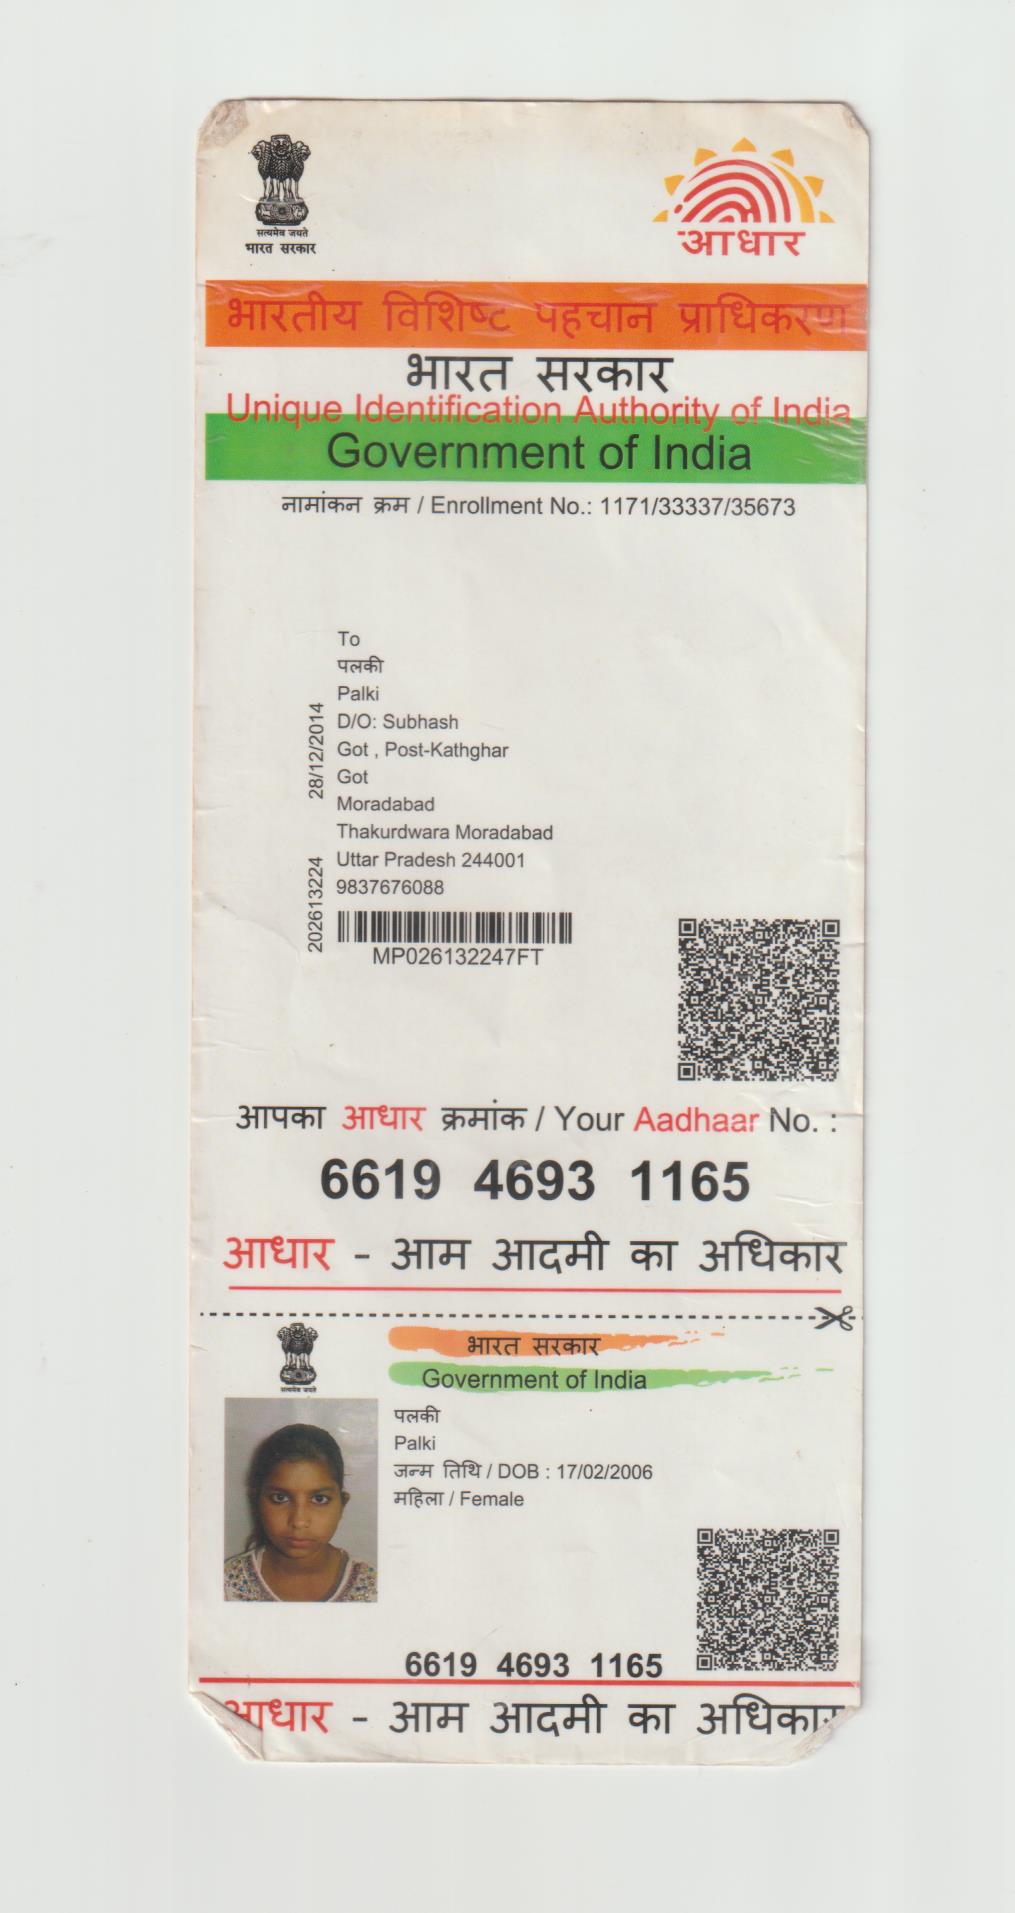 सत्यमेव जयते
भारत सरकार
आधार
भारतीय विशिष्ट पहचान प्राधिकरण
भारत सरकार
Unique Identification Authority of India
Government of India
नामांकन क्रम / Enrollment No.: 1171/33337/35673
To
पलकी
Palki
D/O: Subhash
Got , Post-Kathghar
Got
Moradabad
Thakurdwara Moradabad
Uttar Pradesh 244001
9837676088
28/12/2014
202613224
MP026132247FT
आपका आधार क्रमांक / Your Aadhaar No. :
6619 4693 1165
आधार - आम आदमी का अधिकार
भारत सरकार
Government of India
सत्यमेव जयते
पलकी
Palki
जन्म तिथि / DOB : 17/02/2006
महिला / Female
6619 4693 1165
आधार - आम आदमी का अधिकार